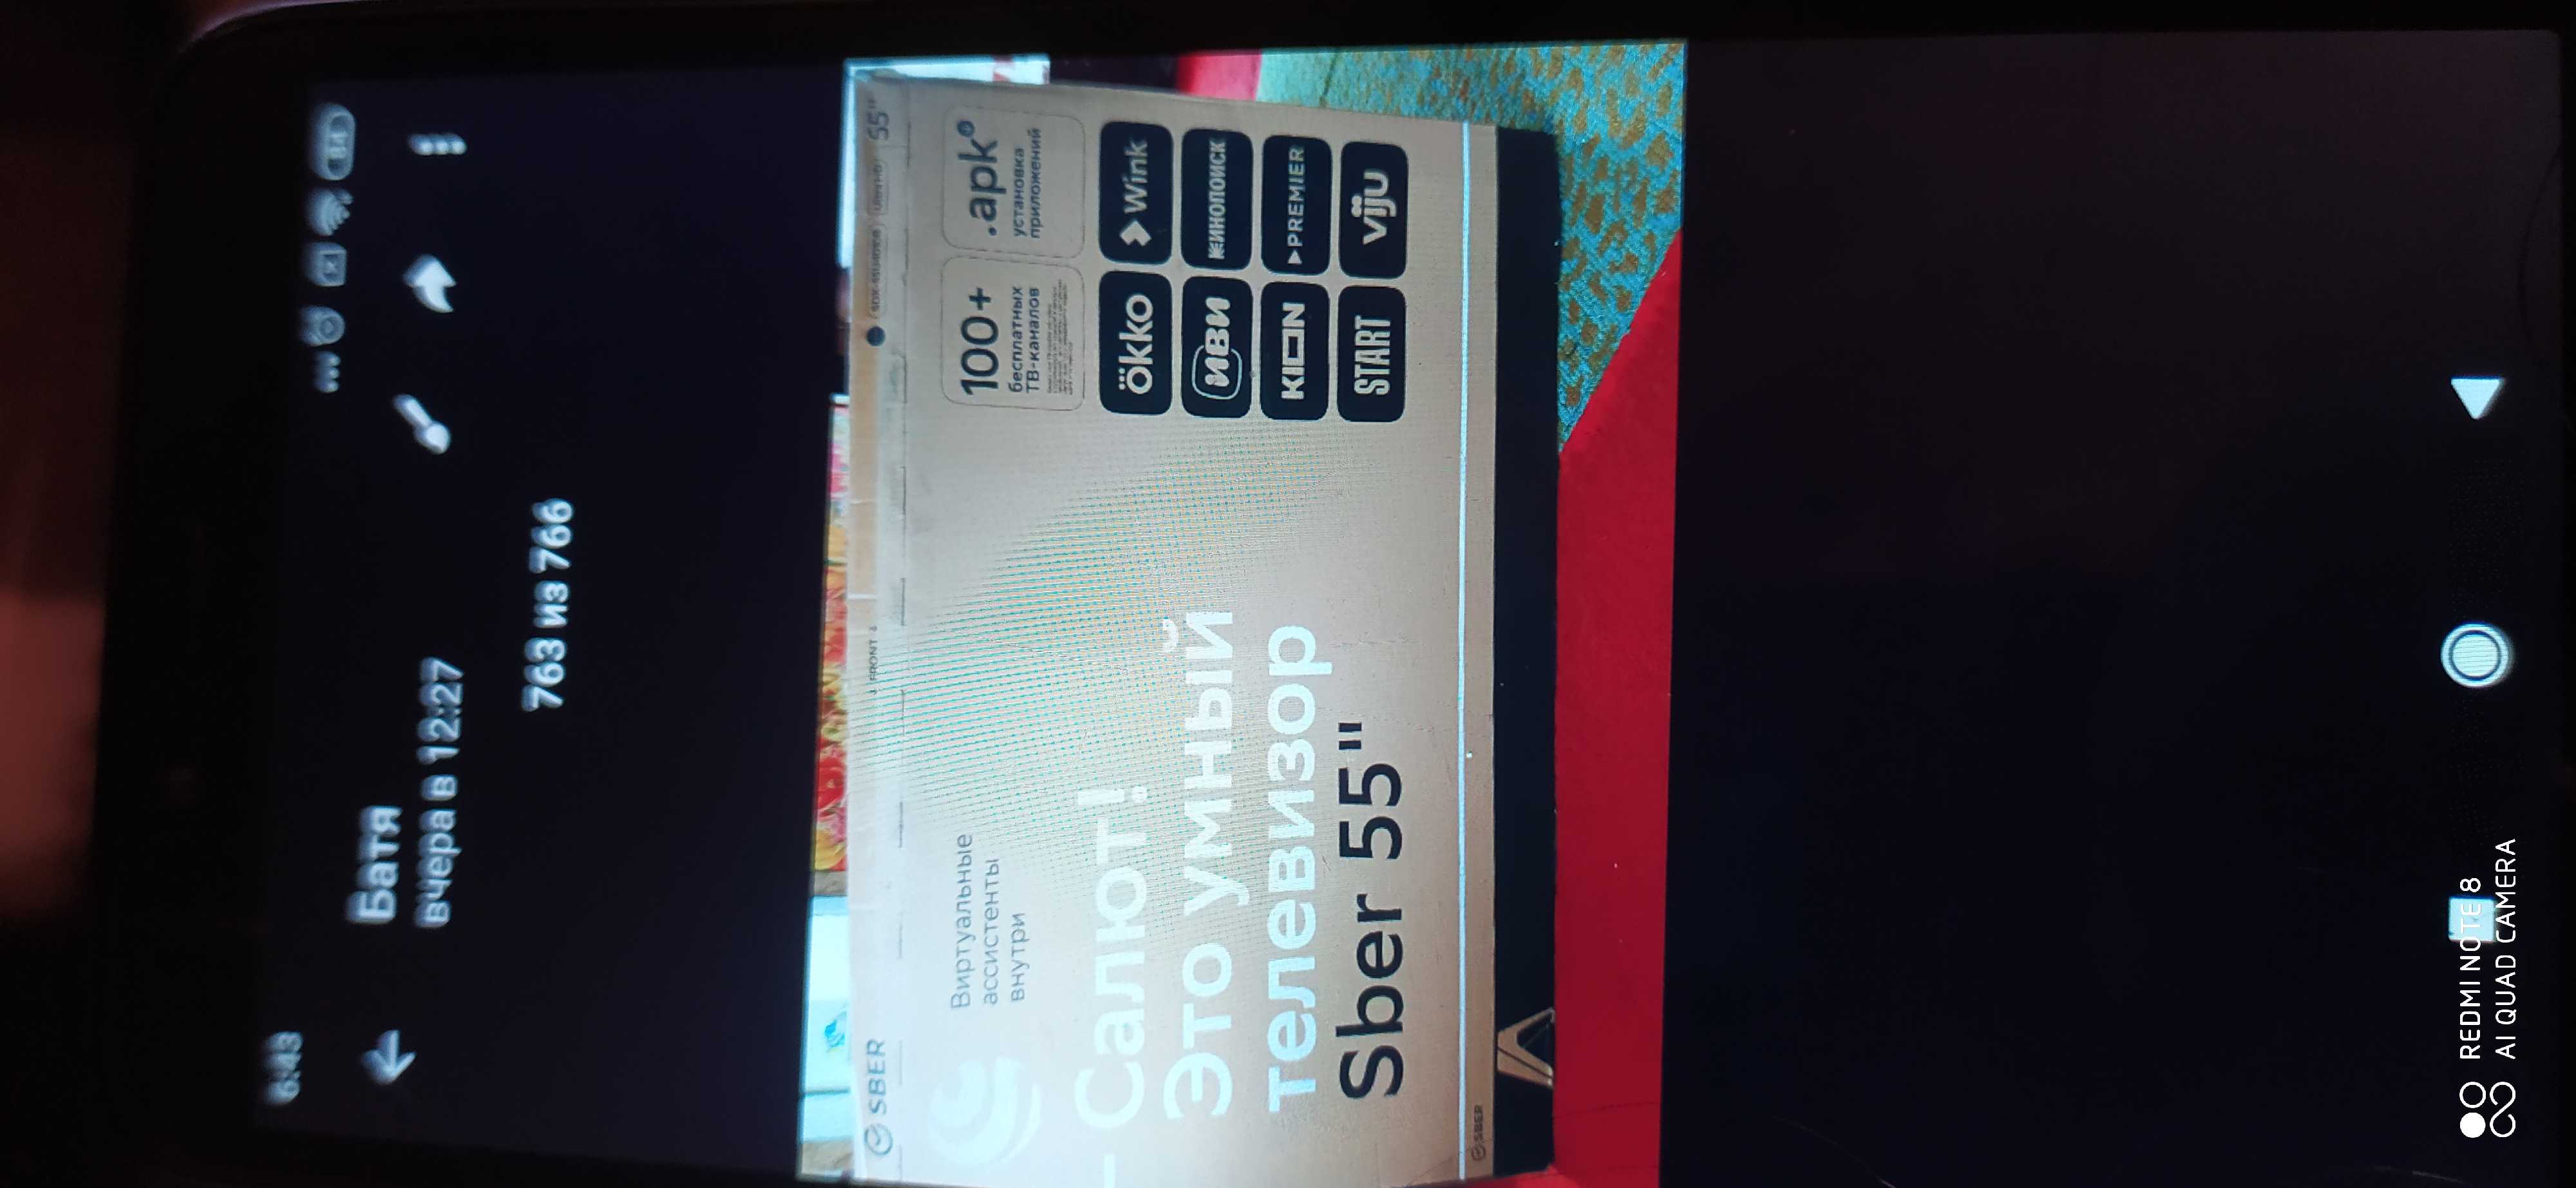 6:43
84
Батя
вчера в 12:27
763 из 766
SBER
↓ FRONT ↓
55"
Виртуальные
ассистенты
внутри
100+
бесплатных
ТВ-каналов
.apk
установка
приложений
– Салют!
Это умный
телевизор
Sber 55"
Okko
Wink
иви
КИНОПОИСК
KION
PREMIER
START
viju
SBER
REDMI NOTE 8
AI QUAD CAMERA